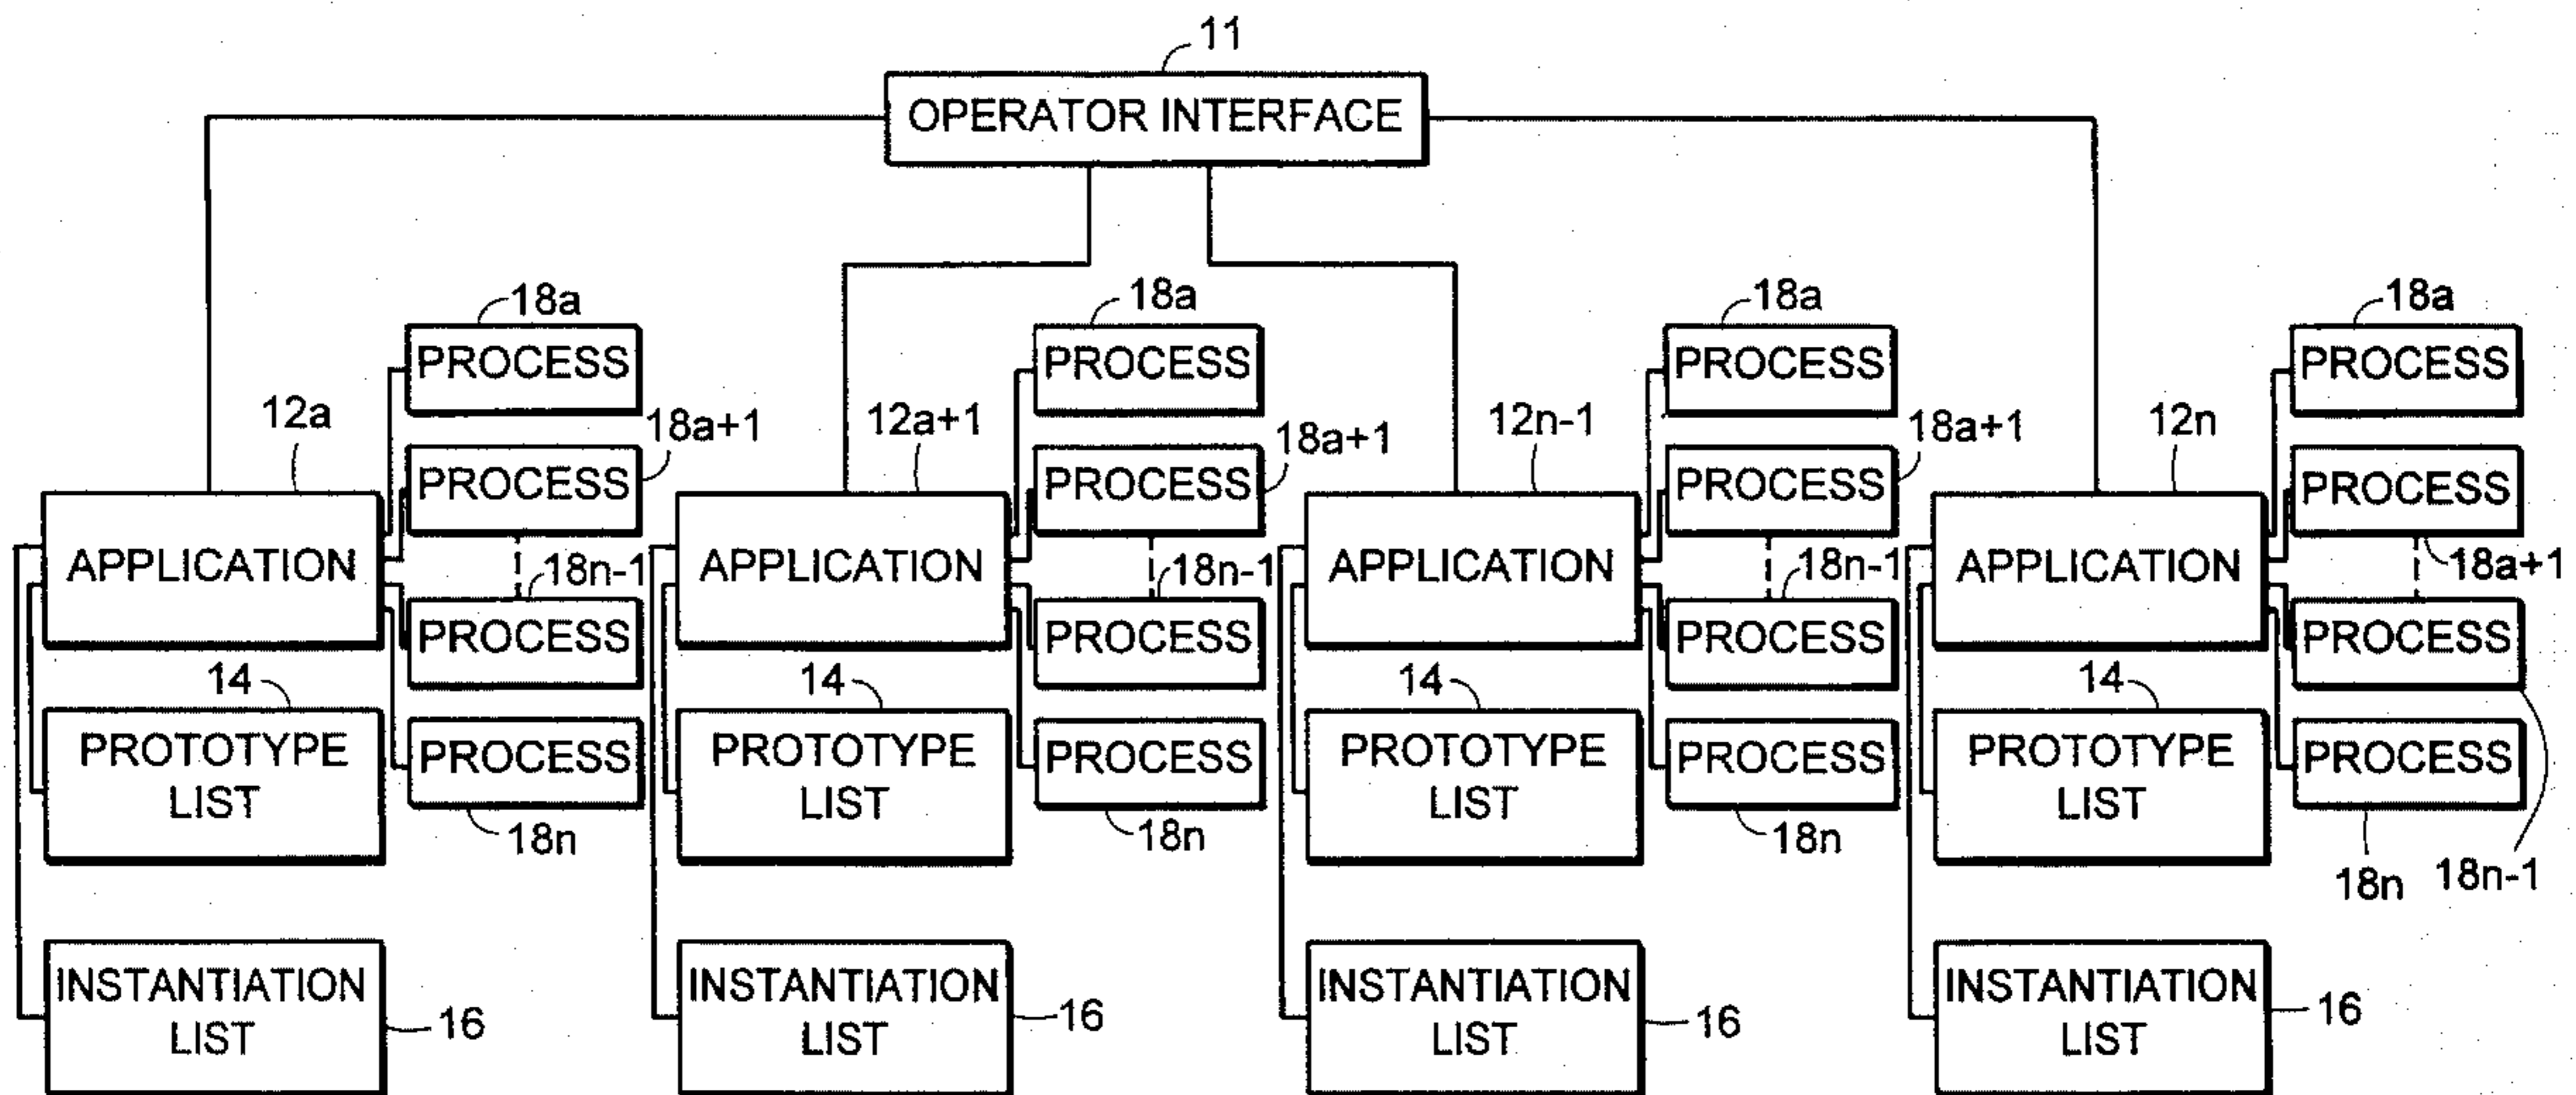 11
OPERATOR INTERFACE
18a
18a
18a
18a
PROCESS
PROCESS
PROCESS
PROCESS
12a
18a+1
12a+1
18a+1
12n-1
18a+1
12n
PROCESS
PROCESS
PROCESS
PROCESS
APPLICATION
18n-1
APPLICATION
18n-1
APPLICATION
18n-1
APPLICATION
18a+1
PROCESS
PROCESS
PROCESS
PROCESS
14
14
14
14
PROTOTYPE
LIST
PROCESS
PROTOTYPE
LIST
PROCESS
PROTOTYPE
LIST
PROCESS
PROTOTYPE
LIST
PROCESS
18n
18n
18n
18n
18n-1
INSTANTIATION
LIST
16
INSTANTIATION
LIST
16
INSTANTIATION
LIST
16
INSTANTIATION
LIST
16